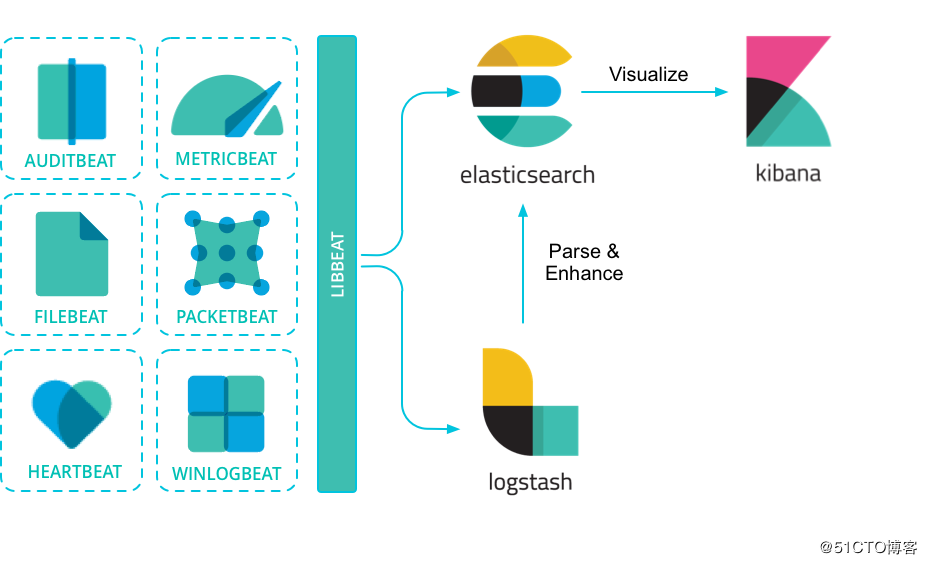 AUDITBEAT
METRICBEAT
FILEBEAT
PACKETBEAT
HEARTBEAT
WINLOGBEAT
LIBBEAT
elasticsearch
Visualize
kibana
Parse &
Enhance
logstash
@51CTO博客